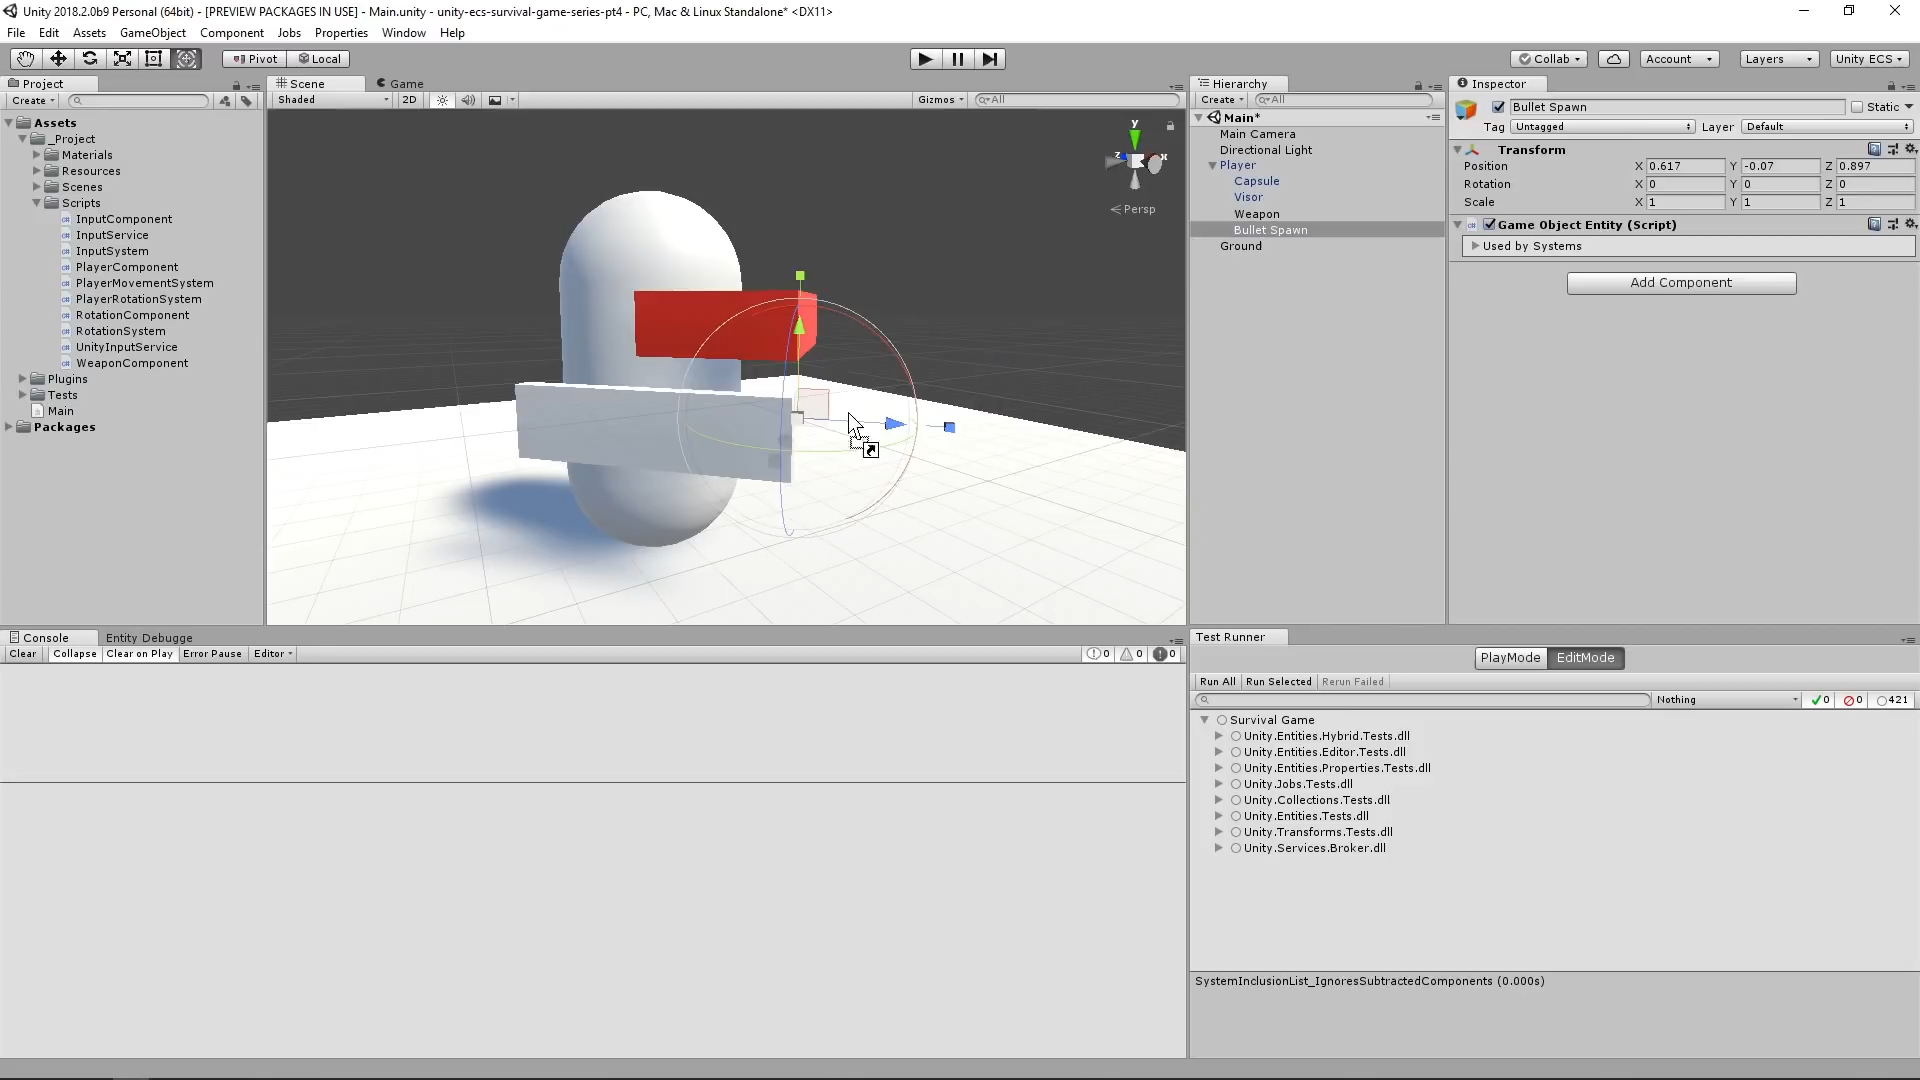 Unity 2018.2.0b9 Personal (64bit) - [PREVIEW PACKAGES IN USE] - Main.unity - unity-ecs-survival-game-series-pt4 - PC, Mac & Linux Standalone* <DX11>
File Edit Assets GameObject Component Jobs Properties Window Help
Pivot Local Collab Account Layers Unity ECS
Project
Create
Assets
_Project
Materials
Resources
Scenes
Scripts
InputComponent
InputService
InputSystem
PlayerComponent
PlayerMovementSystem
PlayerRotationSystem
RotationComponent
RotationSystem
UnityInputService
WeaponComponent
Plugins
Tests
Main
Packages
Scene Game
Shaded 2D Gizmos All
y
z x
Persp
Hierarchy
Create All
Main*
Main Camera
Directional Light
Player
Capsule
Visor
Weapon
Bullet Spawn
Ground
Inspector
Bullet Spawn Static
Tag Untagged Layer Default
Transform
Position X 0.617 Y -0.07 Z 0.897
Rotation X 0 Y 0 Z 0
Scale X 1 Y 1 Z 1
Game Object Entity (Script)
Used by Systems
Add Component
Console Entity Debugge
Clear Collapse Clear on Play Error Pause Editor 0 0 0
Test Runner
PlayMode EditMode
Run All Run Selected Rerun Failed
Nothing 0 0 421
Survival Game
Unity.Entities.Hybrid.Tests.dll
Unity.Entities.Editor.Tests.dll
Unity.Entities.Properties.Tests.dll
Unity.Jobs.Tests.dll
Unity.Collections.Tests.dll
Unity.Entities.Tests.dll
Unity.Transforms.Tests.dll
Unity.Services.Broker.dll
SystemInclusionList_IgnoresSubtractedComponents (0.000s)